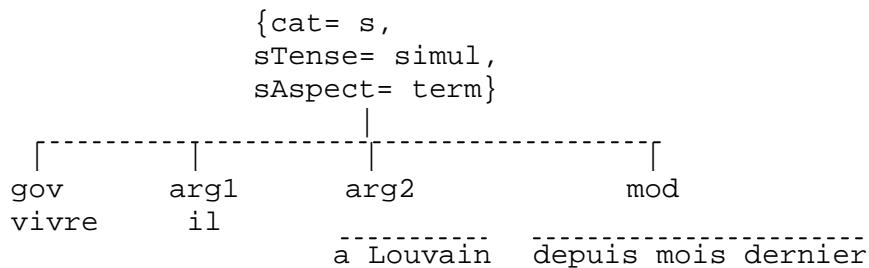 {cat= s,
sTense= simul,
sAspect= term}
gov arg1 arg2 mod
vivre il
a Louvain depuis mois dernier